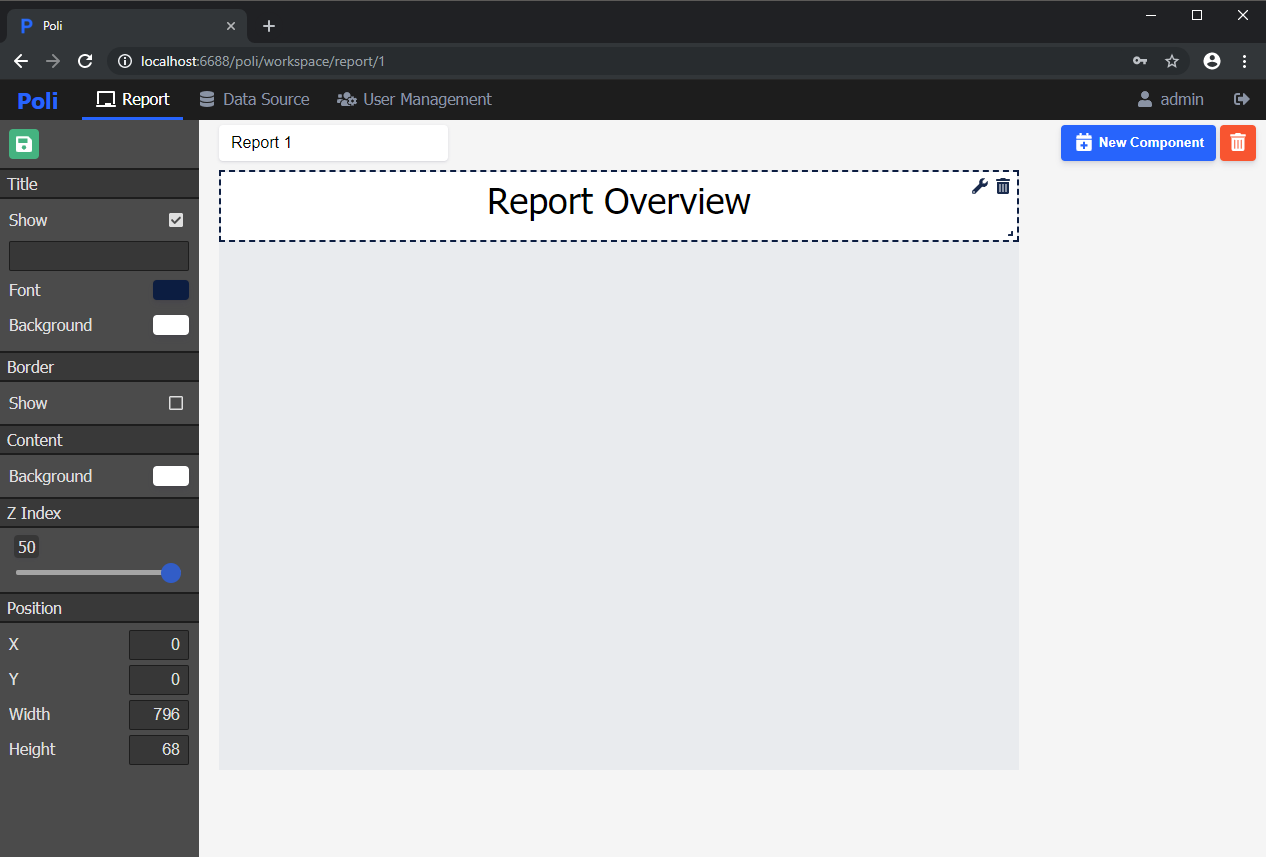 Poli
localhost:6688/poli/workspace/report/1
Poli Report Data Source User Management admin
Report 1 New Component
Report Overview
Title
Show
Font
Background
Border
Show
Content
Background
Z Index
50
Position
X 0
Y 0
Width 796
Height 68